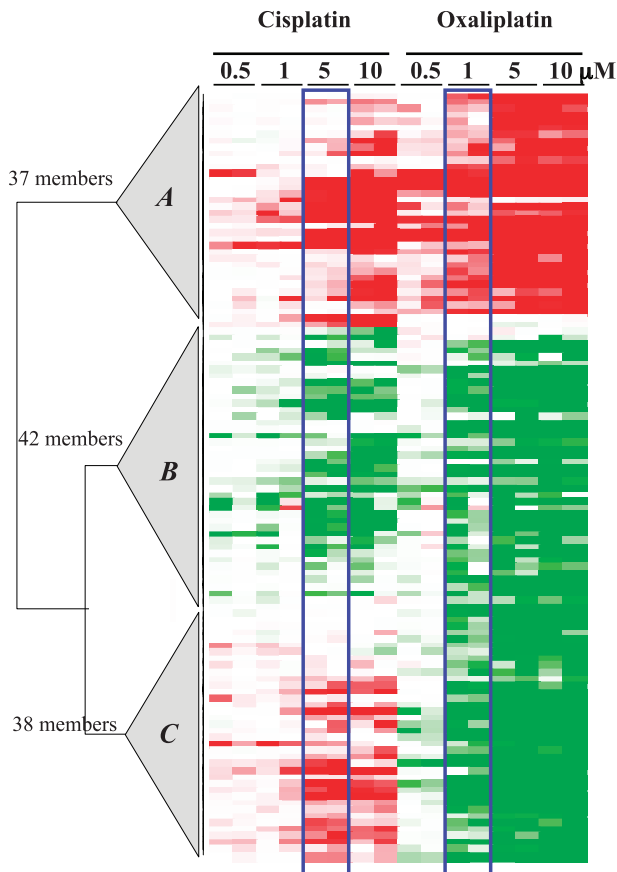 Cisplatin Oxaliplatin
0.5 1 5 10 0.5 1 5 10 μM
37 members
A
42 members
B
38 members
C